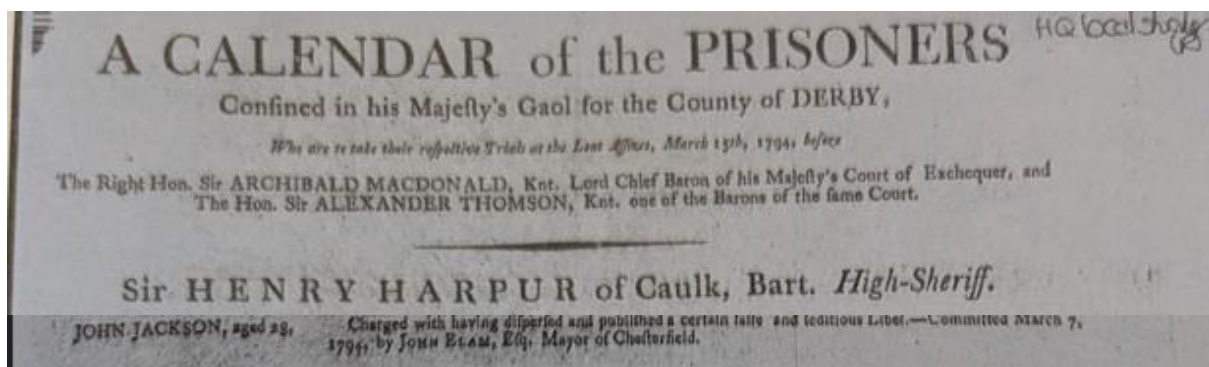 A CALENDAR of the PRISONERS
HQ local study
Confined in his Majeſty's Gaol for the County of DERBY,
Who are to take their reſpective Trials at the Lent Aſſizes, March 15th, 1794, before
The Right Hon. Sir ARCHIBALD MACDONALD, Knt. Lord Chief Baron of his Majeſty's Court of Exchequer, and
The Hon. Sir ALEXANDER THOMSON, Knt. one of the Barons of the ſame Court.
Sir HENRY HARPUR of Caulk, Bart. High-Sheriff.
JOHN JACKSON, aged 28, Charged with having diſperſed and publiſhed a certain falſe and ſeditious Libel.—Committed March 7,
1794, by JOHN ELAM, Eſq. Mayor of Cheſterfield.